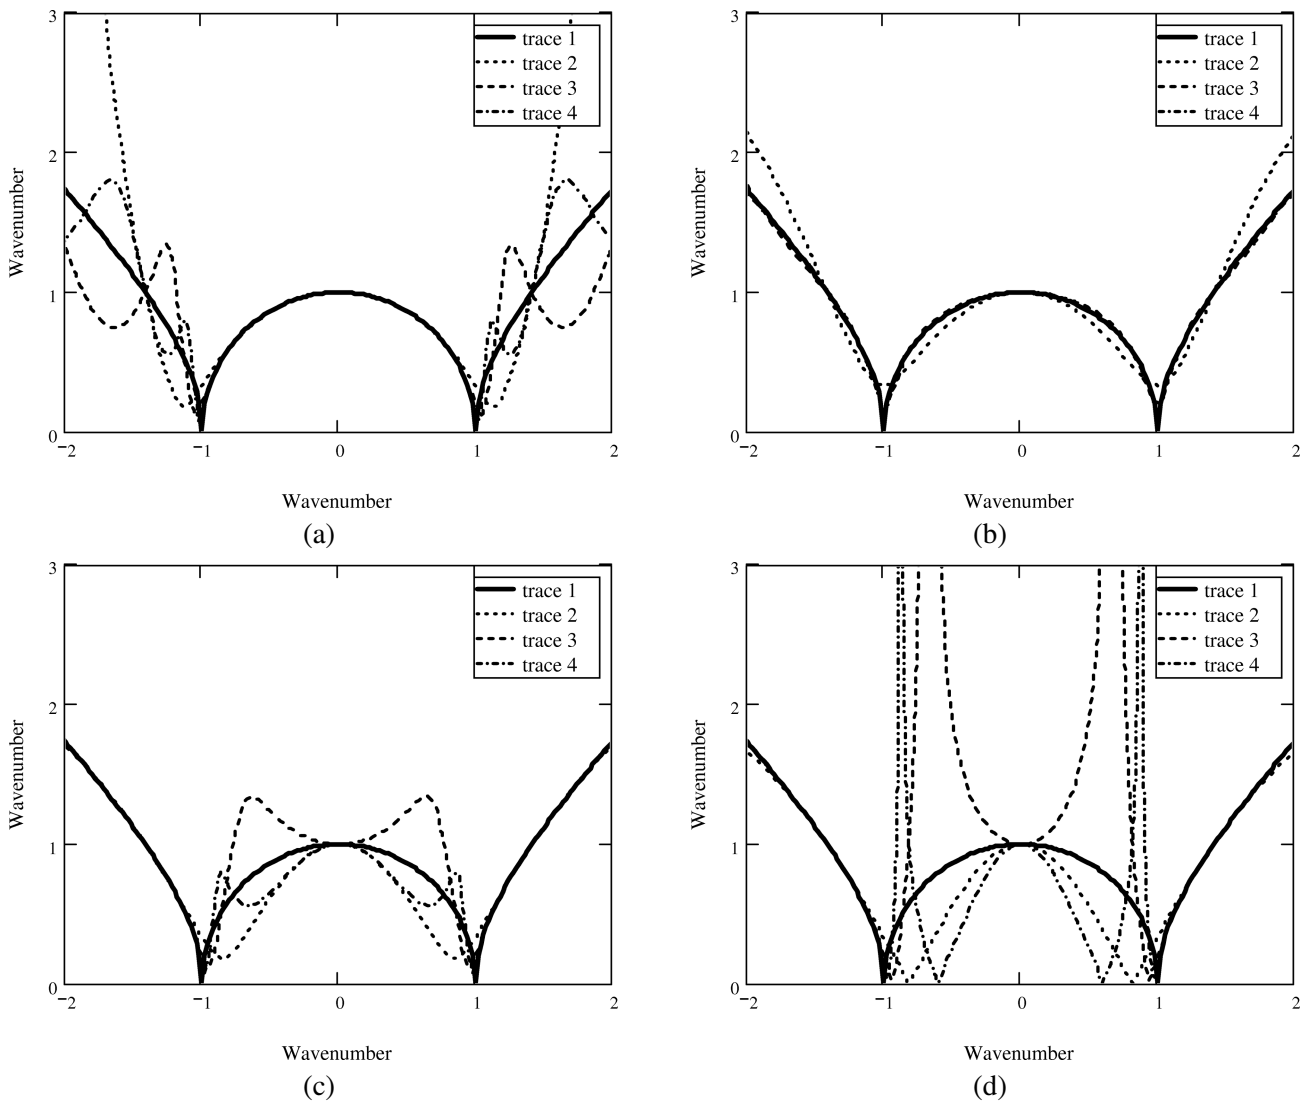 3
2
1
0
−2
−1
0
1
2
Wavenumber
Wavenumber
trace 1
trace 2
trace 3
trace 4
(a)
3
2
1
0
−2
−1
0
1
2
Wavenumber
Wavenumber
trace 1
trace 2
trace 3
trace 4
(b)
3
2
1
0
−2
−1
0
1
2
Wavenumber
Wavenumber
trace 1
trace 2
trace 3
trace 4
(c)
3
2
1
0
−2
−1
0
1
2
Wavenumber
Wavenumber
trace 1
trace 2
trace 3
trace 4
(d)